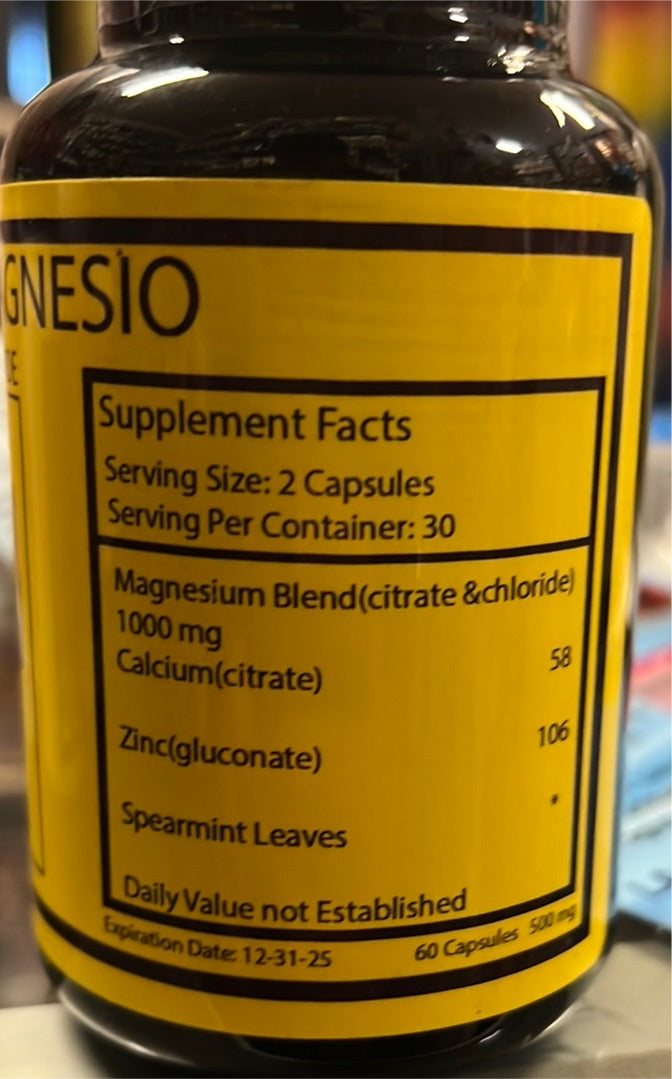 GNESIO
Supplement Facts
Serving Size: 2 Capsules
Serving Per Container: 30
Magnesium Blend(citrate &chloride)
1000 mg
Calcium(citrate) 58
Zinc(gluconate) 106
Spearmint Leaves *
Daily Value not Established
Expiration Date: 12-31-25 60 Capsules 500 mg